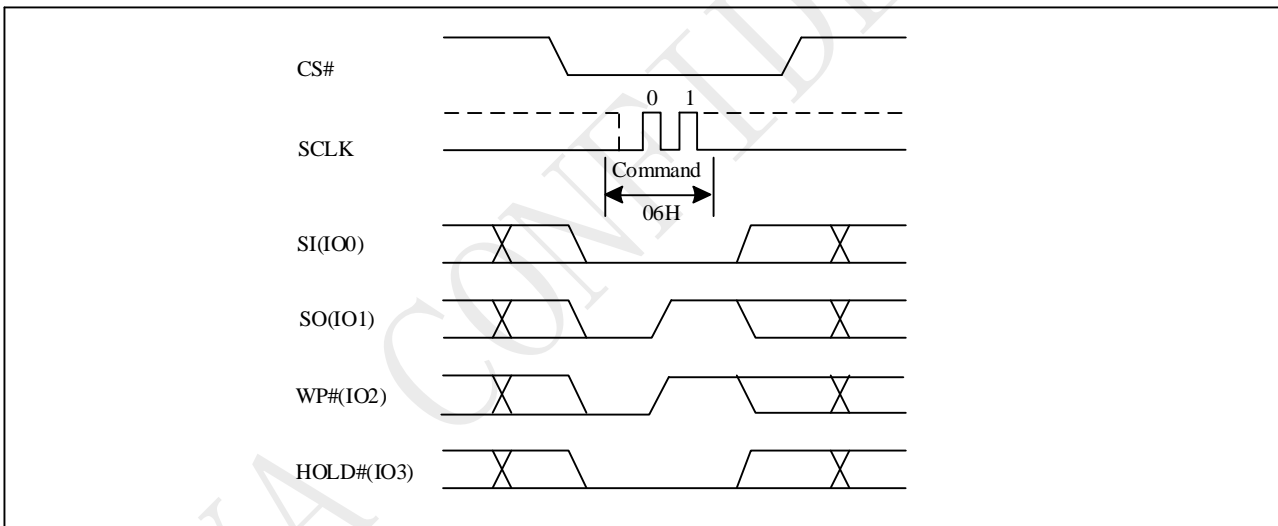 CS#
0 1
SCLK
Command
06H
SI(IO0)
SO(IO1)
WP#(IO2)
HOLD#(IO3)